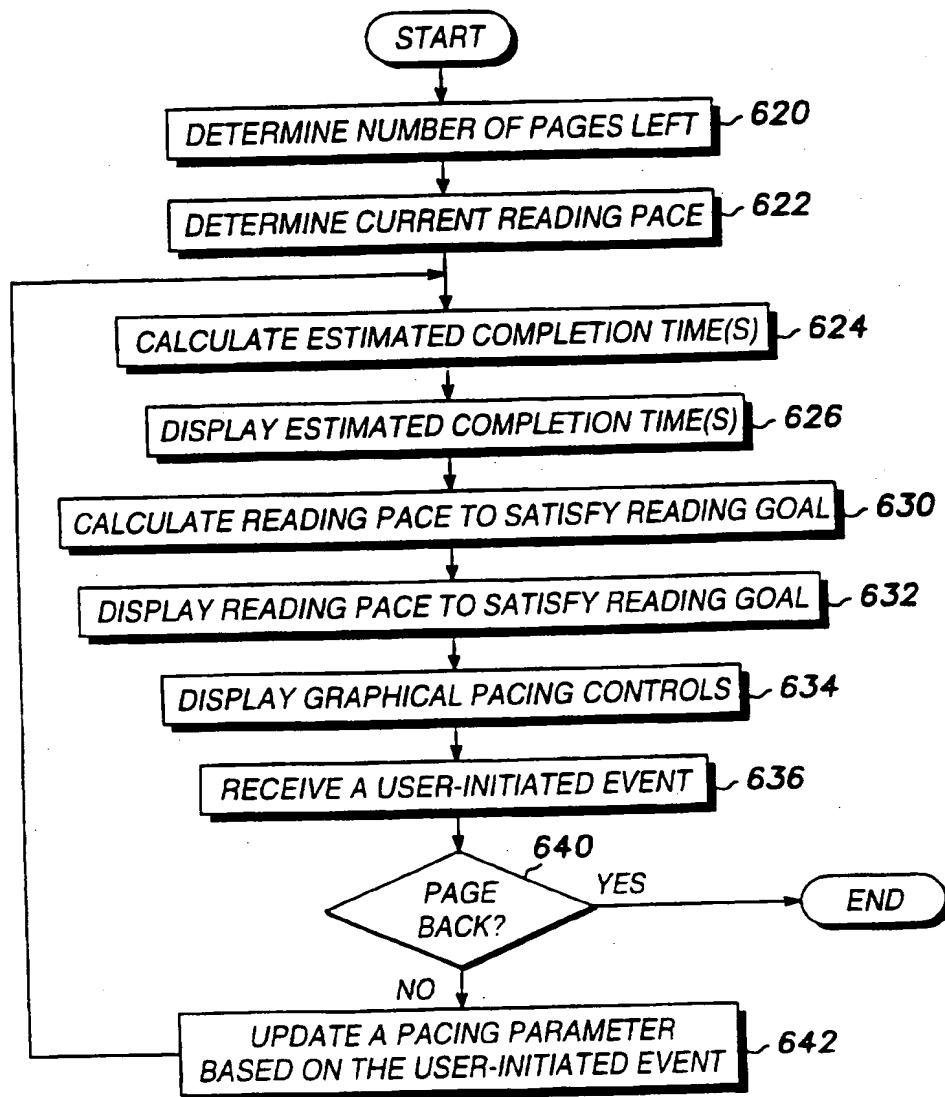 START
DETERMINE NUMBER OF PAGES LEFT 620
DETERMINE CURRENT READING PACE 622
CALCULATE ESTIMATED COMPLETION TIME(S) 624
DISPLAY ESTIMATED COMPLETION TIME(S) 626
CALCULATE READING PACE TO SATISFY READING GOAL 630
DISPLAY READING PACE TO SATISFY READING GOAL 632
DISPLAY GRAPHICAL PACING CONTROLS 634
RECEIVE A USER-INITIATED EVENT 636
640
PAGE
BACK?
YES
END
NO
UPDATE A PACING PARAMETER
BASED ON THE USER-INITIATED EVENT 642